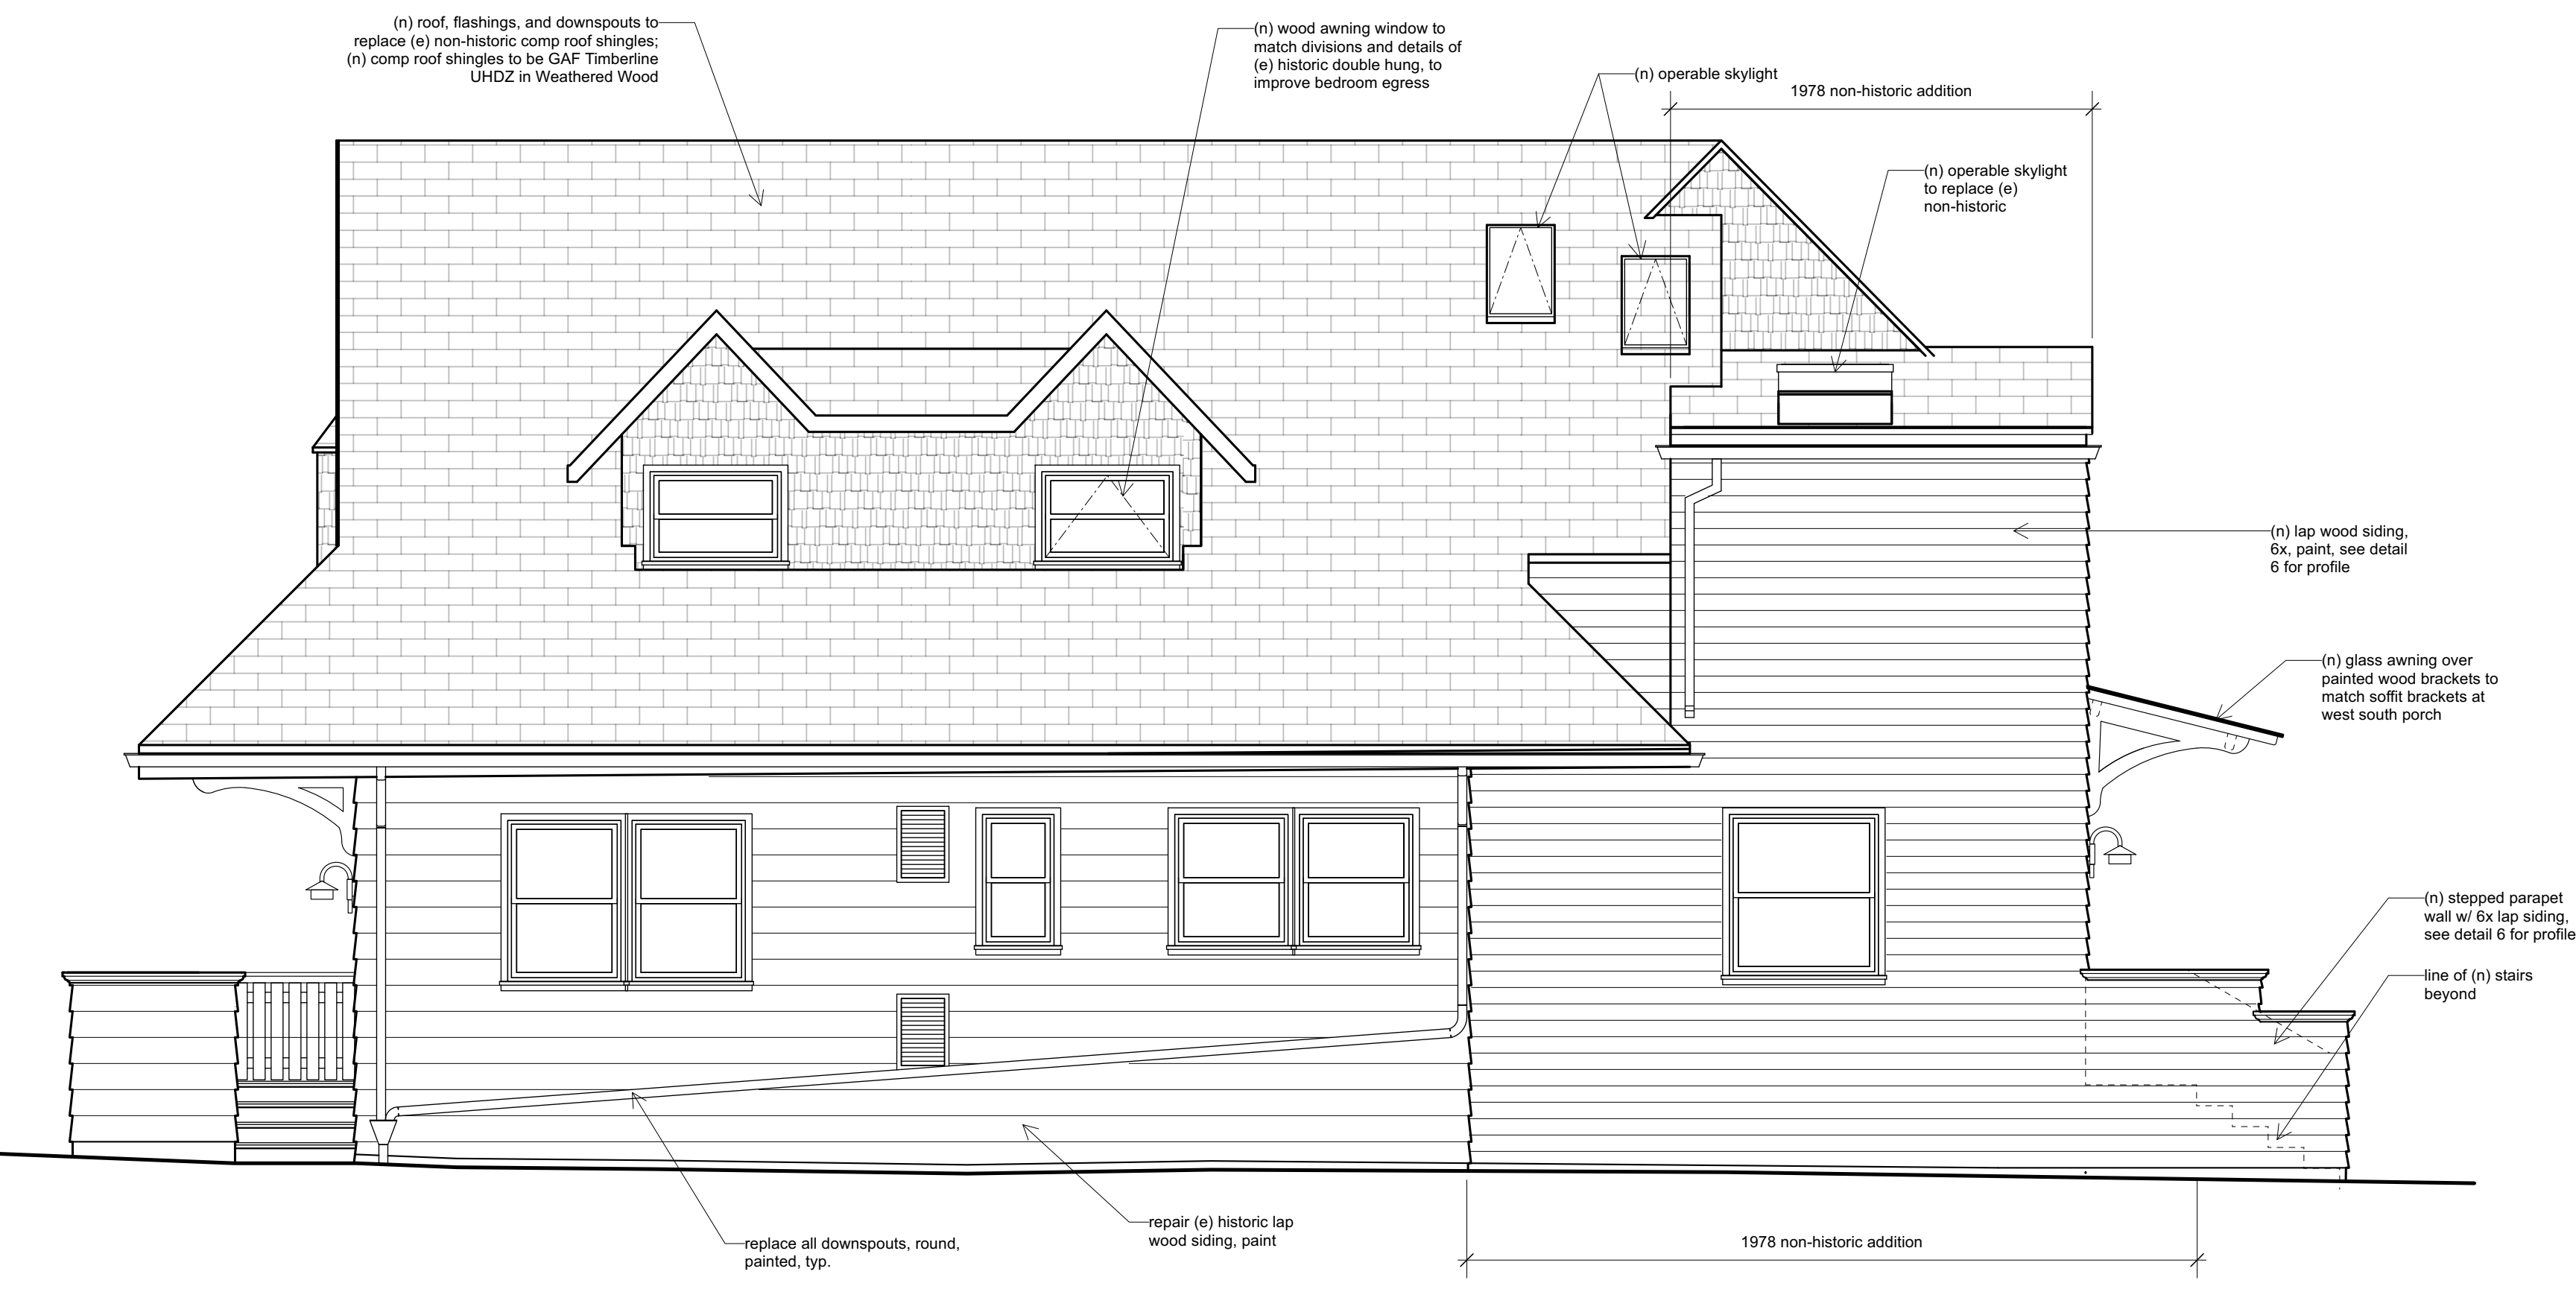 (n) roof, flashings, and downspouts to
replace (e) non-historic comp roof shingles;
(n) comp roof shingles to be GAF Timberline
UHDZ in Weathered Wood
(n) wood awning window to
match divisions and details of
(e) historic double hung, to
improve bedroom egress
(n) operable skylight
1978 non-historic addition
(n) operable skylight
to replace (e)
non-historic
(n) lap wood siding,
6x, paint, see detail
6 for profile
(n) glass awning over
painted wood brackets to
match soffit brackets at
west south porch
(n) stepped parapet
wall w/ 6x lap siding,
see detail 6 for profile
line of (n) stairs
beyond
repair (e) historic lap
wood siding, paint
replace all downspouts, round,
painted, typ.
1978 non-historic addition